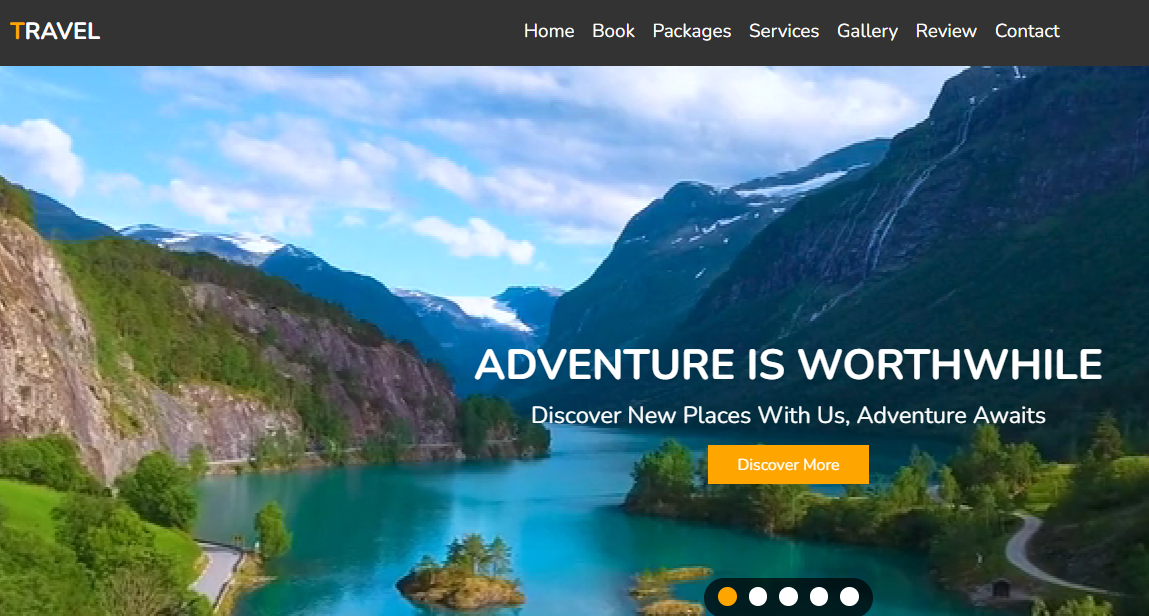 TRAVEL
Home Book Packages Services Gallery Review Contact
ADVENTURE IS WORTHWHILE
Discover New Places With Us, Adventure Awaits
Discover More